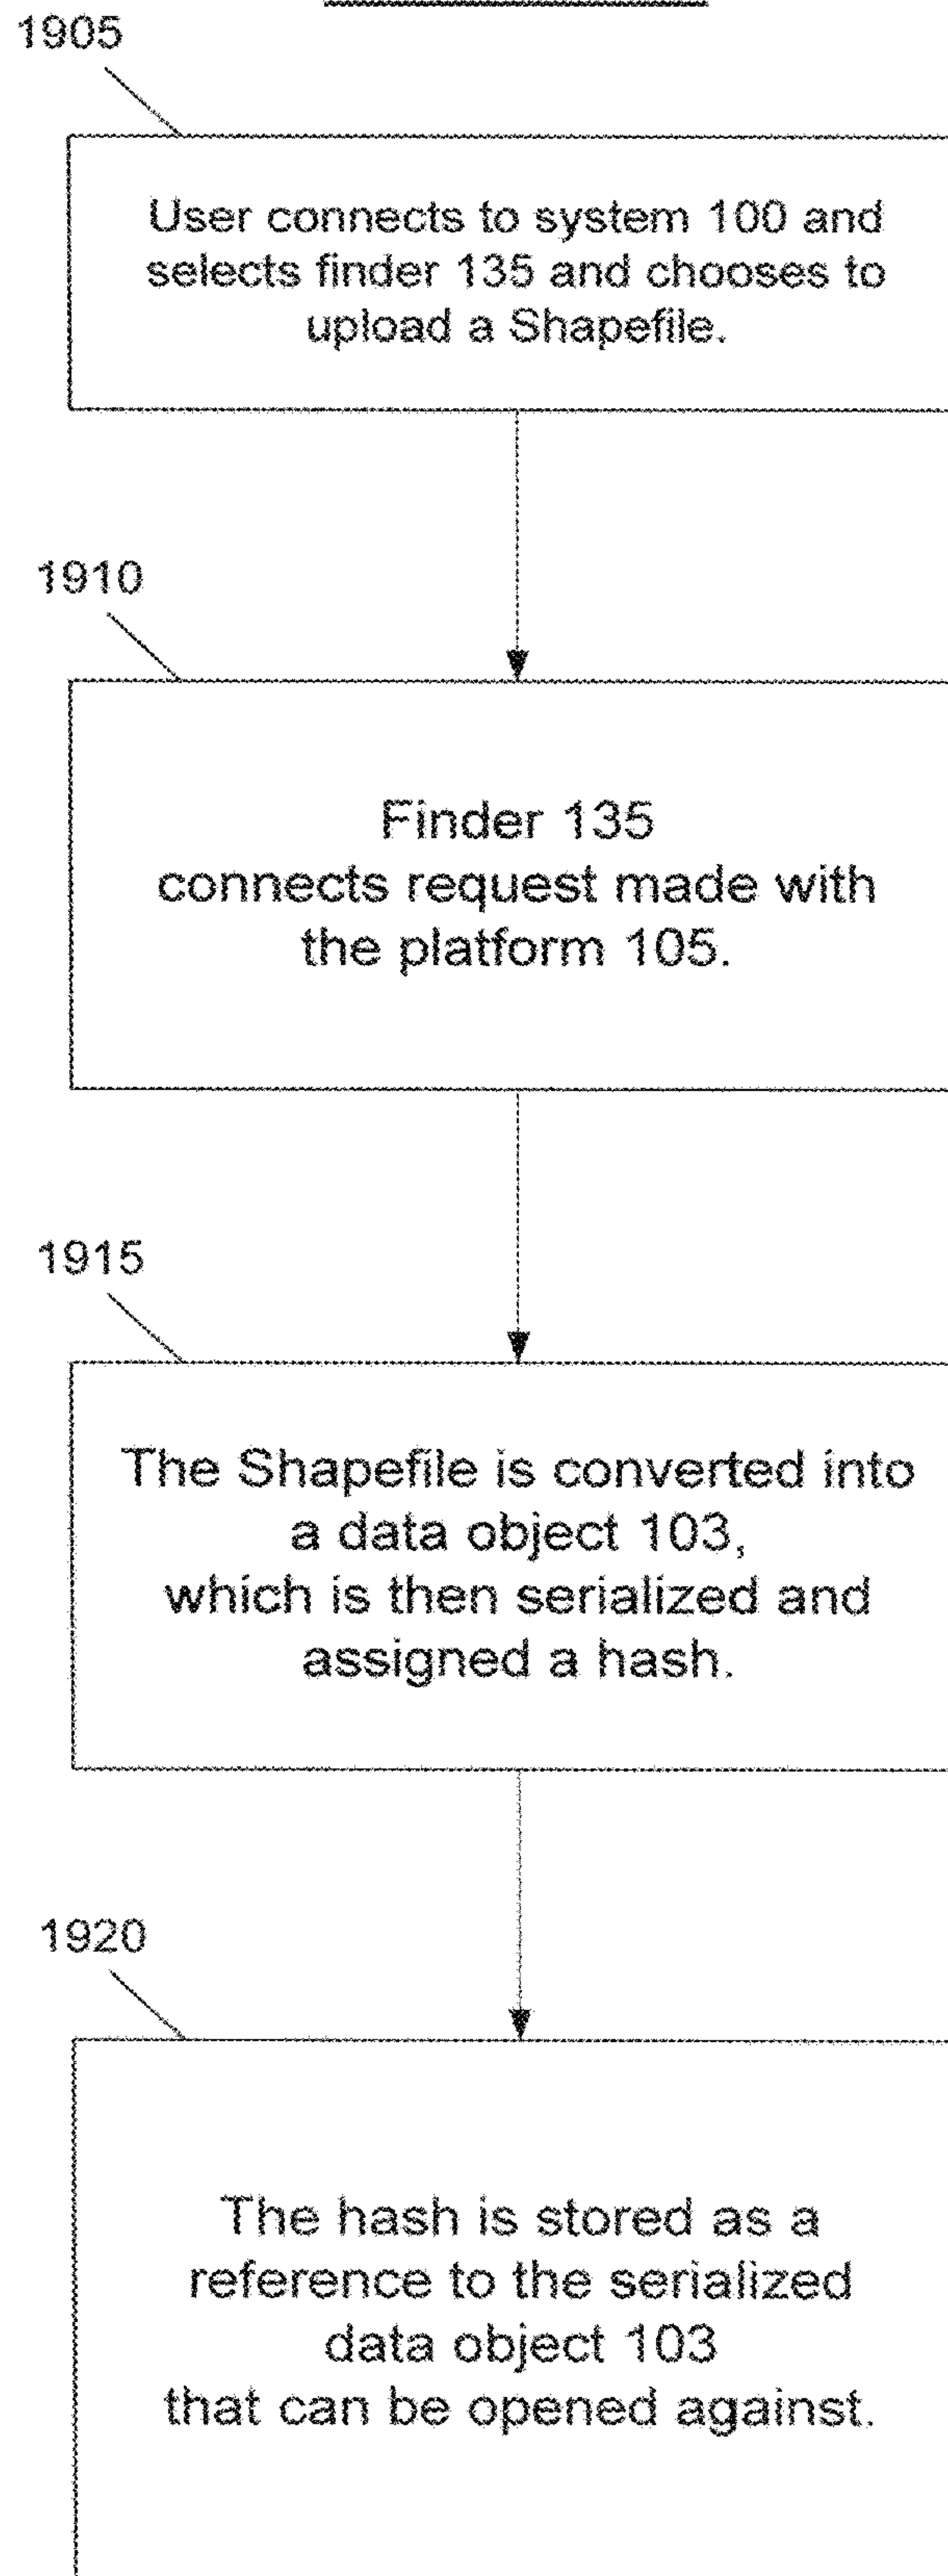 1905
User connects to system 100 and
selects finder 135 and chooses to
upload a Shapefile.
1910
Finder 135
connects request made with
the platform 105.
1915
The Shapefile is converted into
a data object 103,
which is then serialized and
assigned a hash.
1920
The hash is stored as a
reference to the serialized
data object 103
that can be opened against.